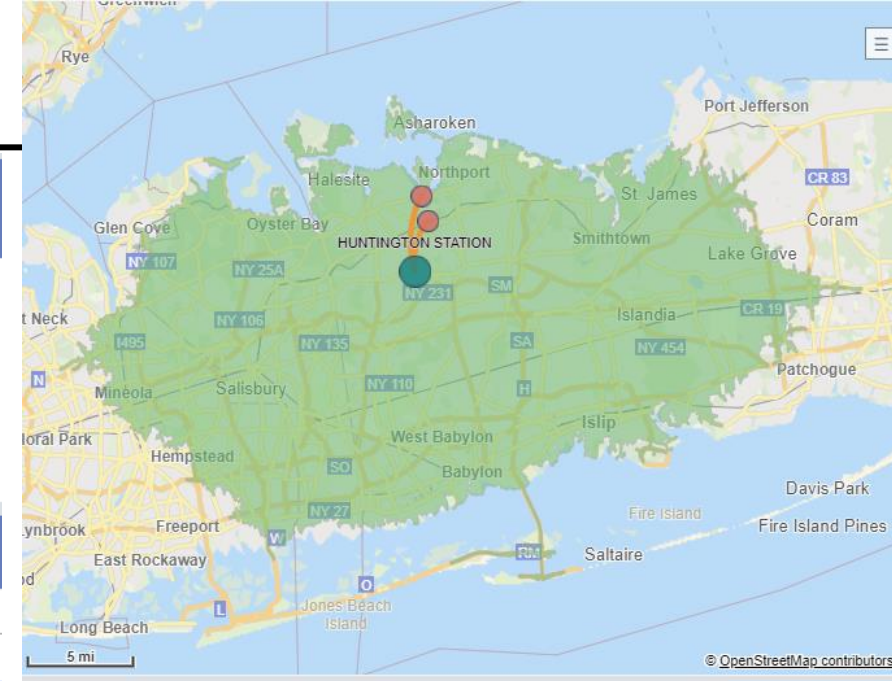 Greenwich
Rye
☰
Port Jefferson
Asharoken
CR 83
Halesite
Northport
St. James
Coram
Glen Cove
Oyster Bay
HUNTINGTON STATION
Smithtown
Lake Grove
NY 107
NY 25A
NY 231
SM
t Neck
NY 106
Islandia
CR 19
I495
NY 135
SA
NY 454
N
Patchogue
Mineola
Salisbury
NY 110
H
loral Park
West Babylon
Islip
Hempstead
SO
Babylon
Davis Park
NY 27
Fire Island
ynbrook
Freeport
Fire Island Pines
W
East Rockaway
RM
Saltaire
od
O
L
Jones Beach
Island
Long Beach
5 mi
© OpenStreetMap contributors